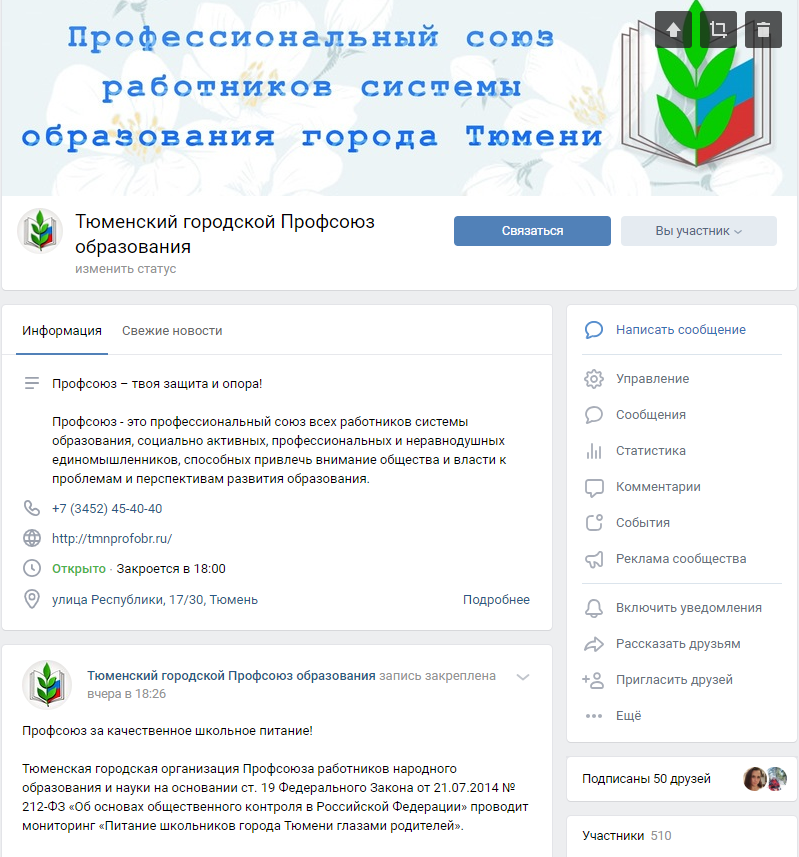 Профессиональный союз
работников системы
образования города Тюмени
Тюменский городской Профсоюз
образования
изменить статус
Связаться
Вы участник
Информация
Свежие новости
Профсоюз – твоя защита и опора!
Профсоюз - это профессиональный союз всех работников системы
образования, социально активных, профессиональных и неравнодушных
единомышленников, способных привлечь внимание общества и власти к
проблемам и перспективам развития образования.
+7 (3452) 45-40-40
http://tmnprofobr.ru/
Открыто · Закроется в 18:00
улица Республики, 17/30, Тюмень
Подробнее
Тюменский городской Профсоюз образования запись закреплена
вчера в 18:26
Профсоюз за качественное школьное питание!
Тюменская городская организация Профсоюза работников народного
образования и науки на основании ст. 19 Федерального Закона от 21.07.2014 №
212-ФЗ «Об основах общественного контроля в Российской Федерации» проводит
мониторинг «Питание школьников города Тюмени глазами родителей».
Написать сообщение
Управление
Сообщения
Статистика
Комментарии
События
Реклама сообщества
Включить уведомления
Рассказать друзьям
Пригласить друзей
Ещё
Подписаны 50 друзей
Участники 510